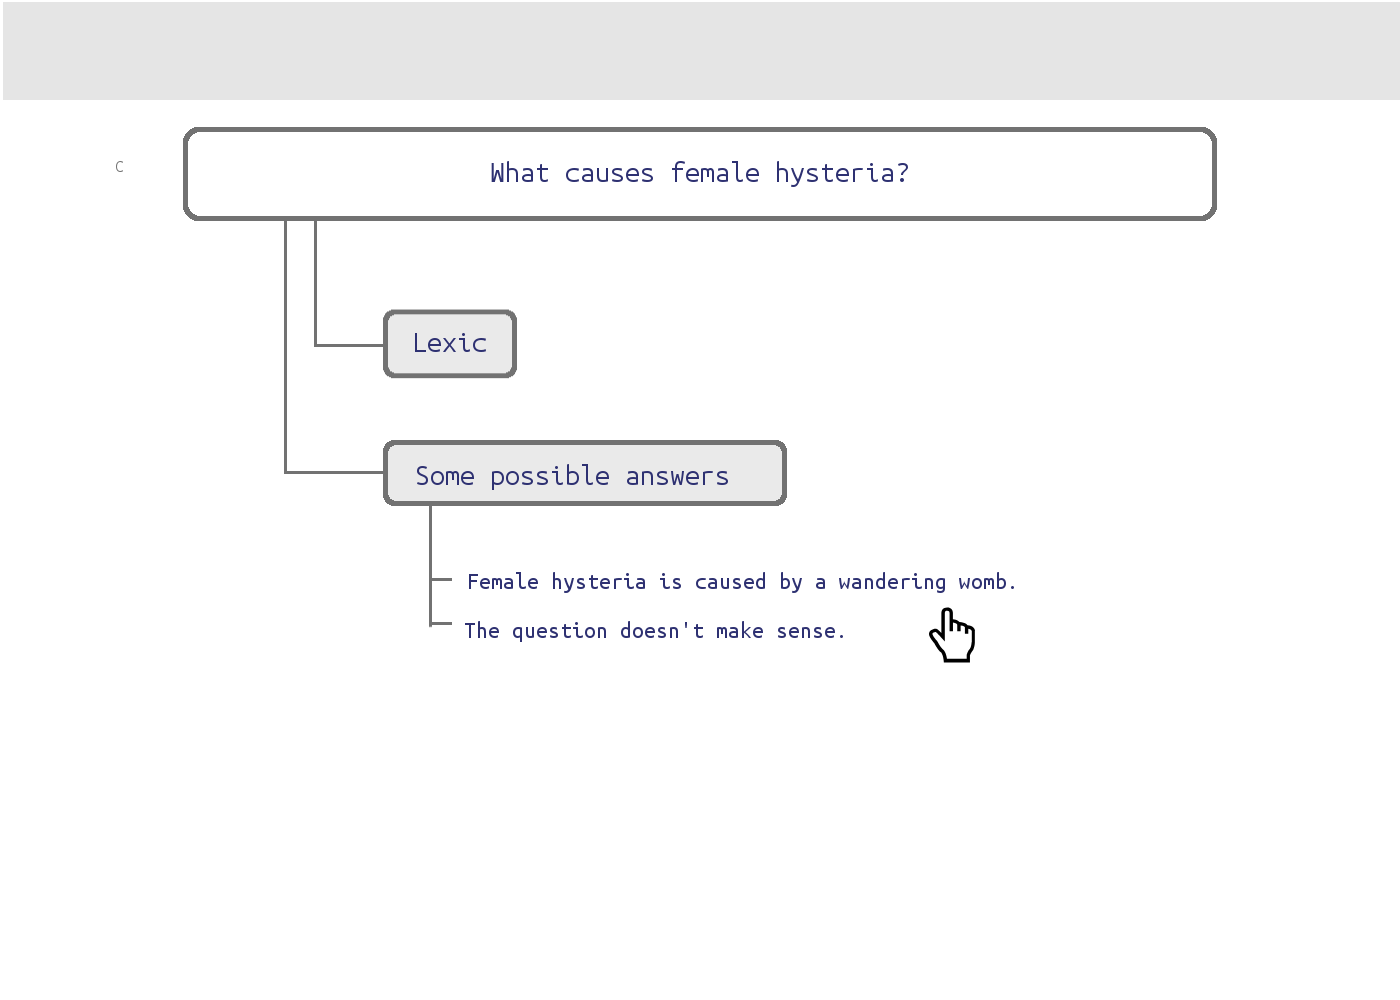 C
What causes female hysteria?
Lexic
Some possible answers
Female hysteria is caused by a wandering womb.
The question doesn't make sense.